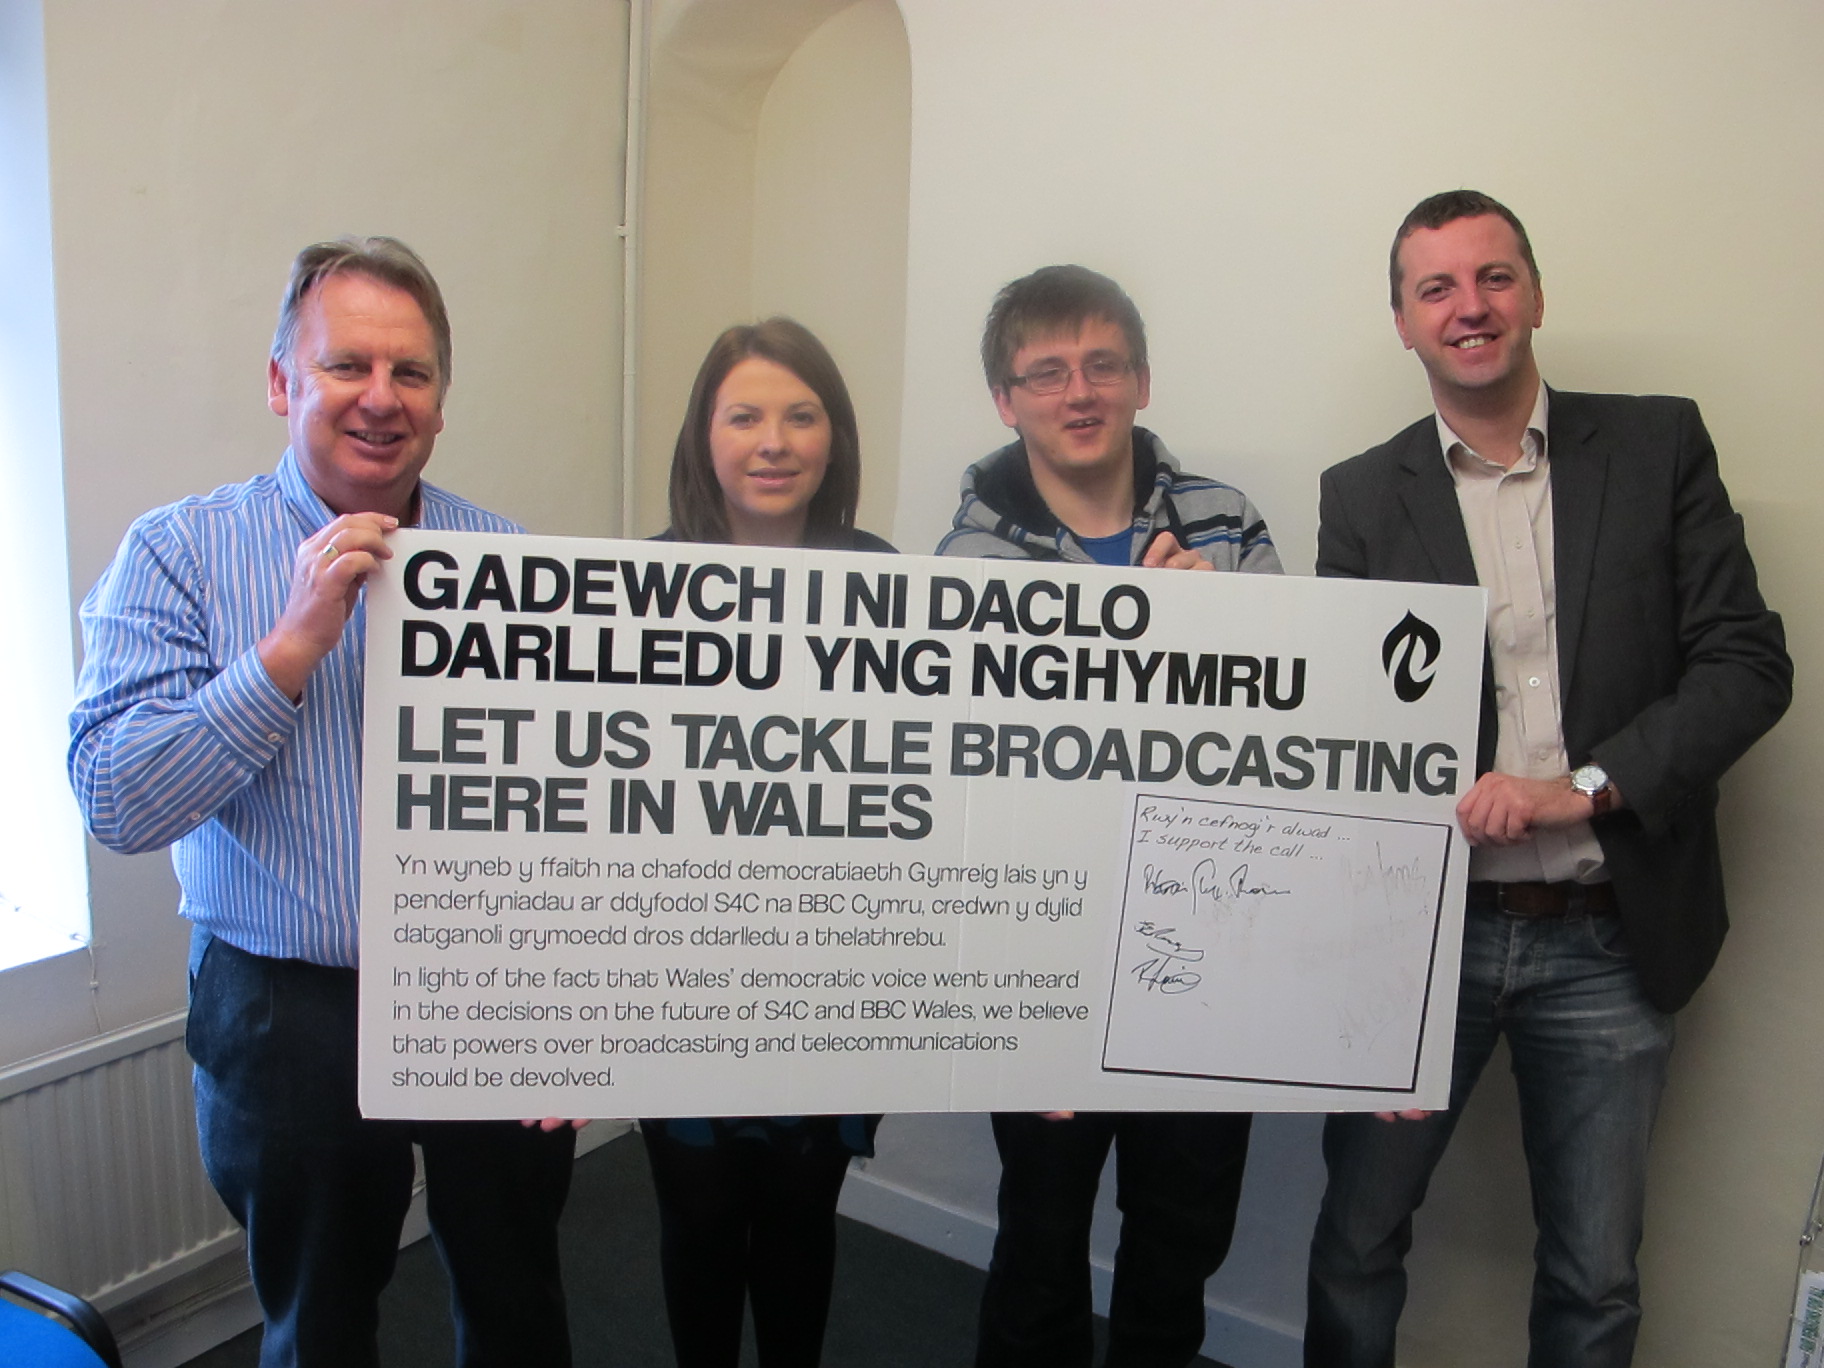 GADEWCH I NI DACLO
DARLLEDU YNG NGHYMRU
LET US TACKLE BROADCASTING
HERE IN WALES
Yn wyneb y ffaith na chafodd democratiaeth Gymreig lais yn y
penderfyniadau ar ddyfodol S4C na BBC Cymru, credwn y dylid
datganoli grymoedd dros ddarlledu a thelathrebu.
In light of the fact that Wales' democratic voice went unheard
in the decisions on the future of S4C and BBC Wales, we believe
that powers over broadcasting and telecommunications
should be devolved.
Rwy'n cefnogi'r alwad ...
I support the call ...